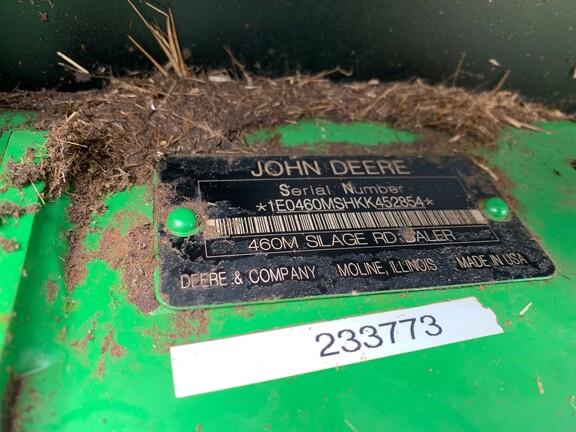 JOHN DEERE
Serial Number
*1E0460MSHKK452854*
460M SILAGE RD BALER
DEERE & COMPANY MOLINE, ILLINOIS MADE IN USA
233773